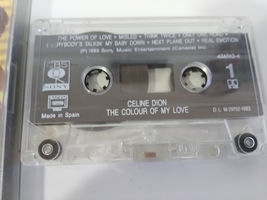 THE POWER OF LOVE • MISLED • THINK TWICE • ONLY ONE ROAD •
EVERYBODY'S TALKIN' MY BABY DOWN • NEXT PLANE OUT • REAL EMOTION
(P) 1993 Sony Music Entertainment (Canada) Inc.
CBS
SONY
1
Made in Spain
CELINE DION
THE COLOUR OF MY LOVE